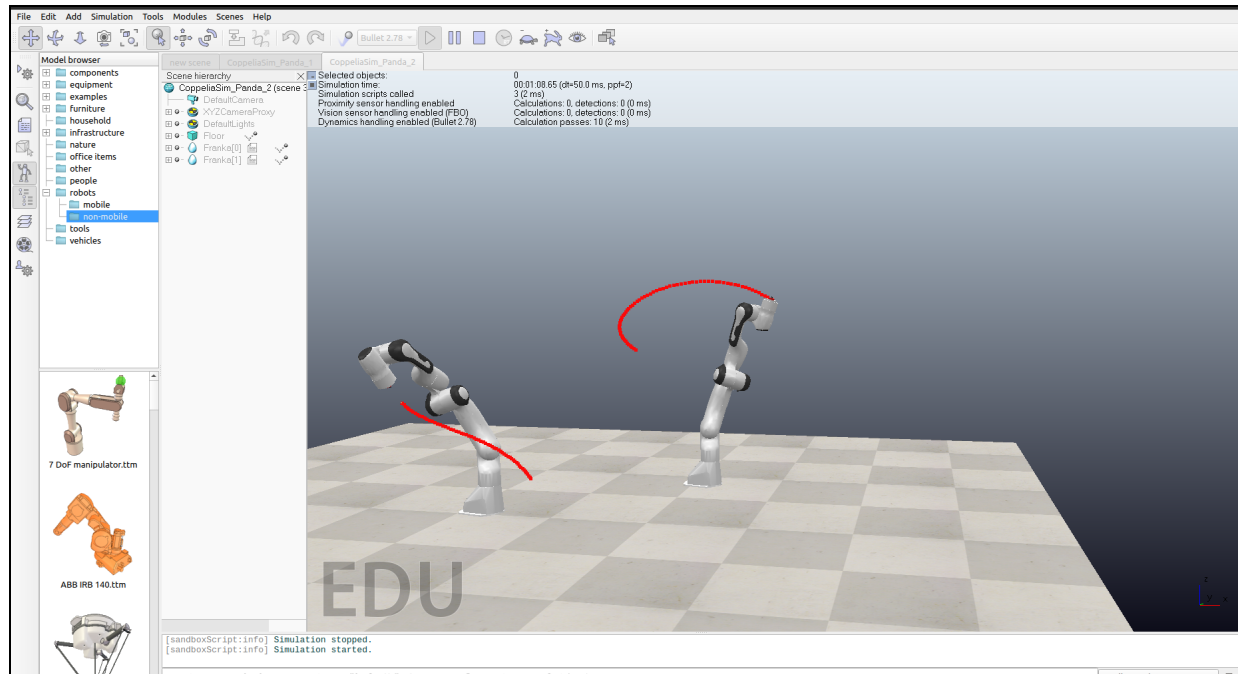 File Edit Add Simulation Tools Modules Scenes Help
Bullet 2.78
Model browser
components
equipment
examples
furniture
household
infrastructure
nature
office items
other
people
robots
mobile
non-mobile
tools
vehicles
7 DoF manipulator.ttm
ABB IRB 140.ttm
new scene CoppeliaSim_Panda_1 CoppeliaSim_Panda_2
Scene hierarchy
CoppeliaSim_Panda_2 (scene 3
DefaultCamera
XYZCameraProxy
DefaultLights
Floor
Franka[0]
Franka[1]
Selected objects: 0
Simulation time: 00:01:08.65 (dt=50.0 ms, ppf=2)
Simulation scripts called 3 (2 ms)
Proximity sensor handling enabled Calculations: 0, detections: 0 (0 ms)
Vision sensor handling enabled (FBO) Calculations: 0, detections: 0 (0 ms)
Dynamics handling enabled (Bullet 2.78) Calculation passes: 10 (2 ms)
EDU
[sandboxScript:info] Simulation stopped.
[sandboxScript:info] Simulation started.